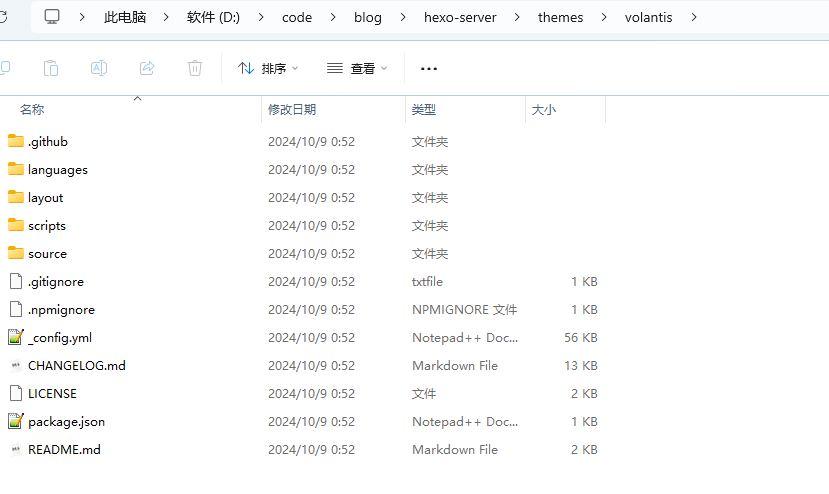 此电脑 > 软件 (D:) > code > blog > hexo-server > themes > volantis >
排序 查看 ...
名称 修改日期 类型 大小
.github 2024/10/9 0:52 文件夹
languages 2024/10/9 0:52 文件夹
layout 2024/10/9 0:52 文件夹
scripts 2024/10/9 0:52 文件夹
source 2024/10/9 0:52 文件夹
.gitignore 2024/10/9 0:52 txtfile 1 KB
.npmignore 2024/10/9 0:52 NPMIGNORE 文件 1 KB
_config.yml 2024/10/9 0:52 Notepad++ Doc... 56 KB
CHANGELOG.md 2024/10/9 0:52 Markdown File 13 KB
LICENSE 2024/10/9 0:52 文件 2 KB
package.json 2024/10/9 0:52 Notepad++ Doc... 1 KB
README.md 2024/10/9 0:52 Markdown File 2 KB